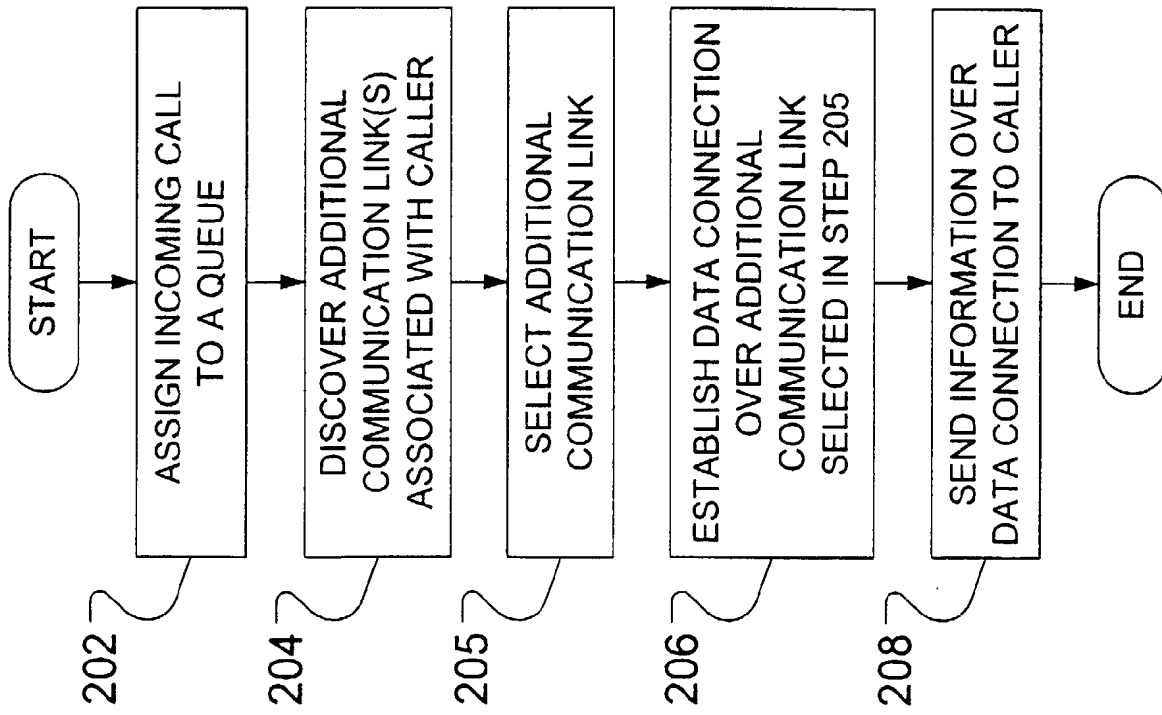 START
202
ASSIGN INCOMING CALL
TO A QUEUE
204
DISCOVER ADDITIONAL
COMMUNICATION LINK(S)
ASSOCIATED WITH CALLER
205
SELECT ADDITIONAL
COMMUNICATION LINK
206
ESTABLISH DATA CONNECTION
OVER ADDITIONAL
COMMUNICATION LINK
SELECTED IN STEP 205
208
SEND INFORMATION OVER
DATA CONNECTION TO CALLER
END